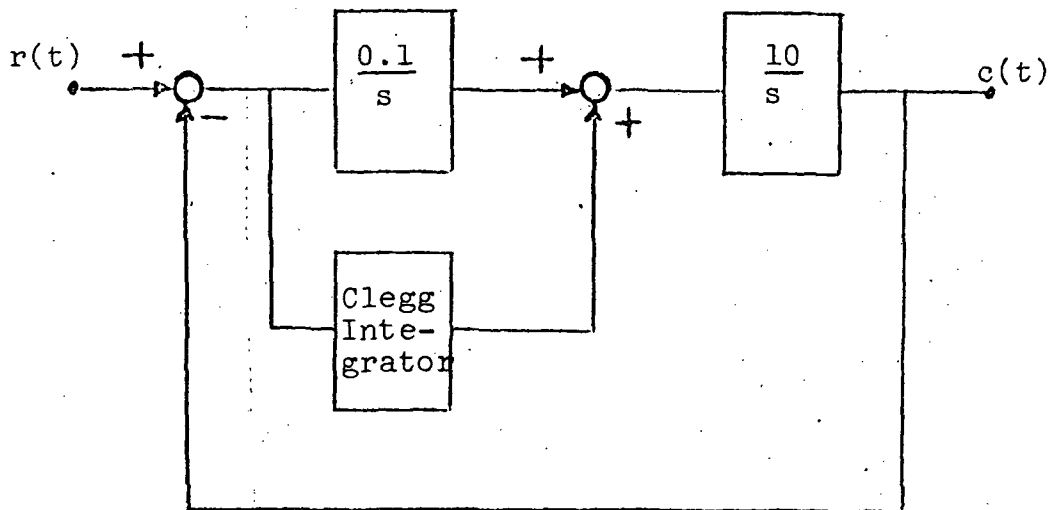 r(t)
+
-
0.1
s
+
+
10
s
c(t)
Clegg
Inte-
grator